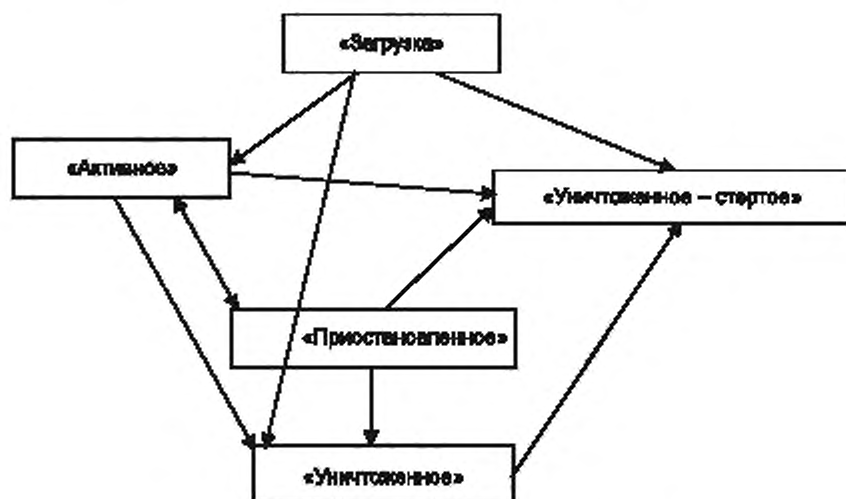 «Загрузка»
«Активное»
«Уничтоженное – стертое»
«Приостановленное»
«Уничтоженное»